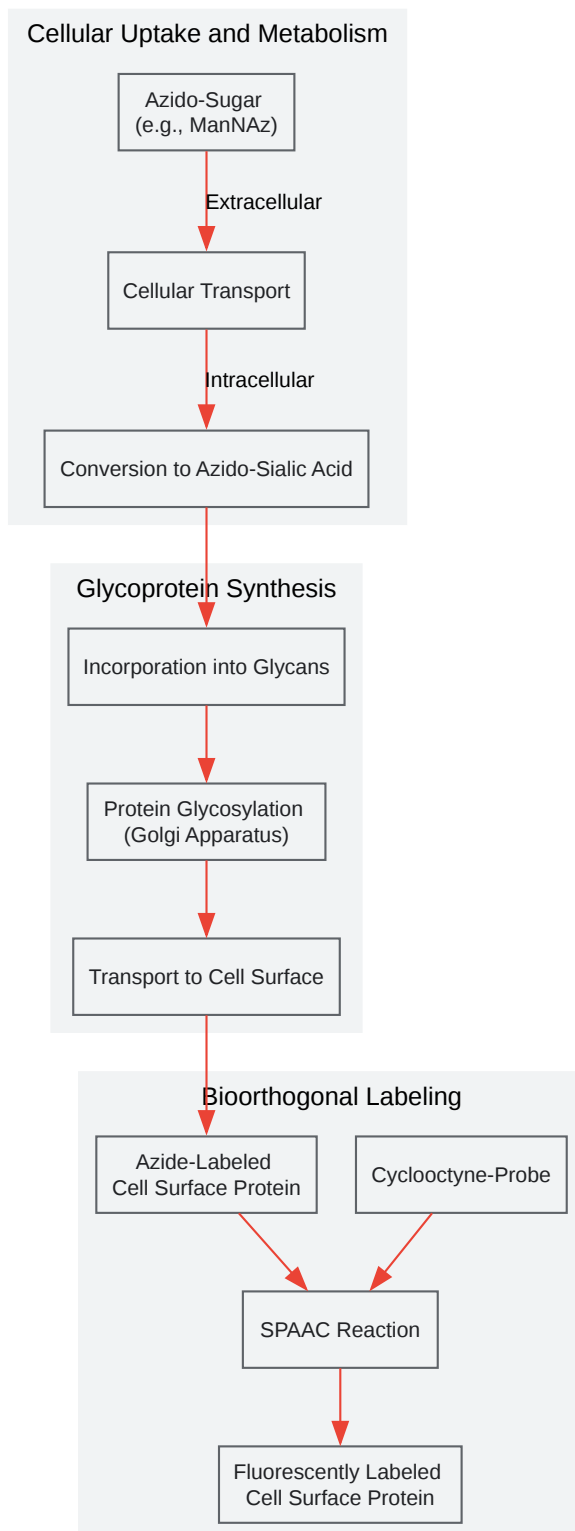 Cellular Uptake and Metabolism
Azido-Sugar
(e.g., ManNAz)
Extracellular
Cellular Transport
Intracellular
Conversion to Azido-Sialic Acid
Glycoprotein Synthesis
Incorporation into Glycans
Protein Glycosylation
(Golgi Apparatus)
Transport to Cell Surface
Bioorthogonal Labeling
Azide-Labeled
Cell Surface Protein
Cyclooctyne-Probe
SPAAC Reaction
Fluorescently Labeled
Cell Surface Protein